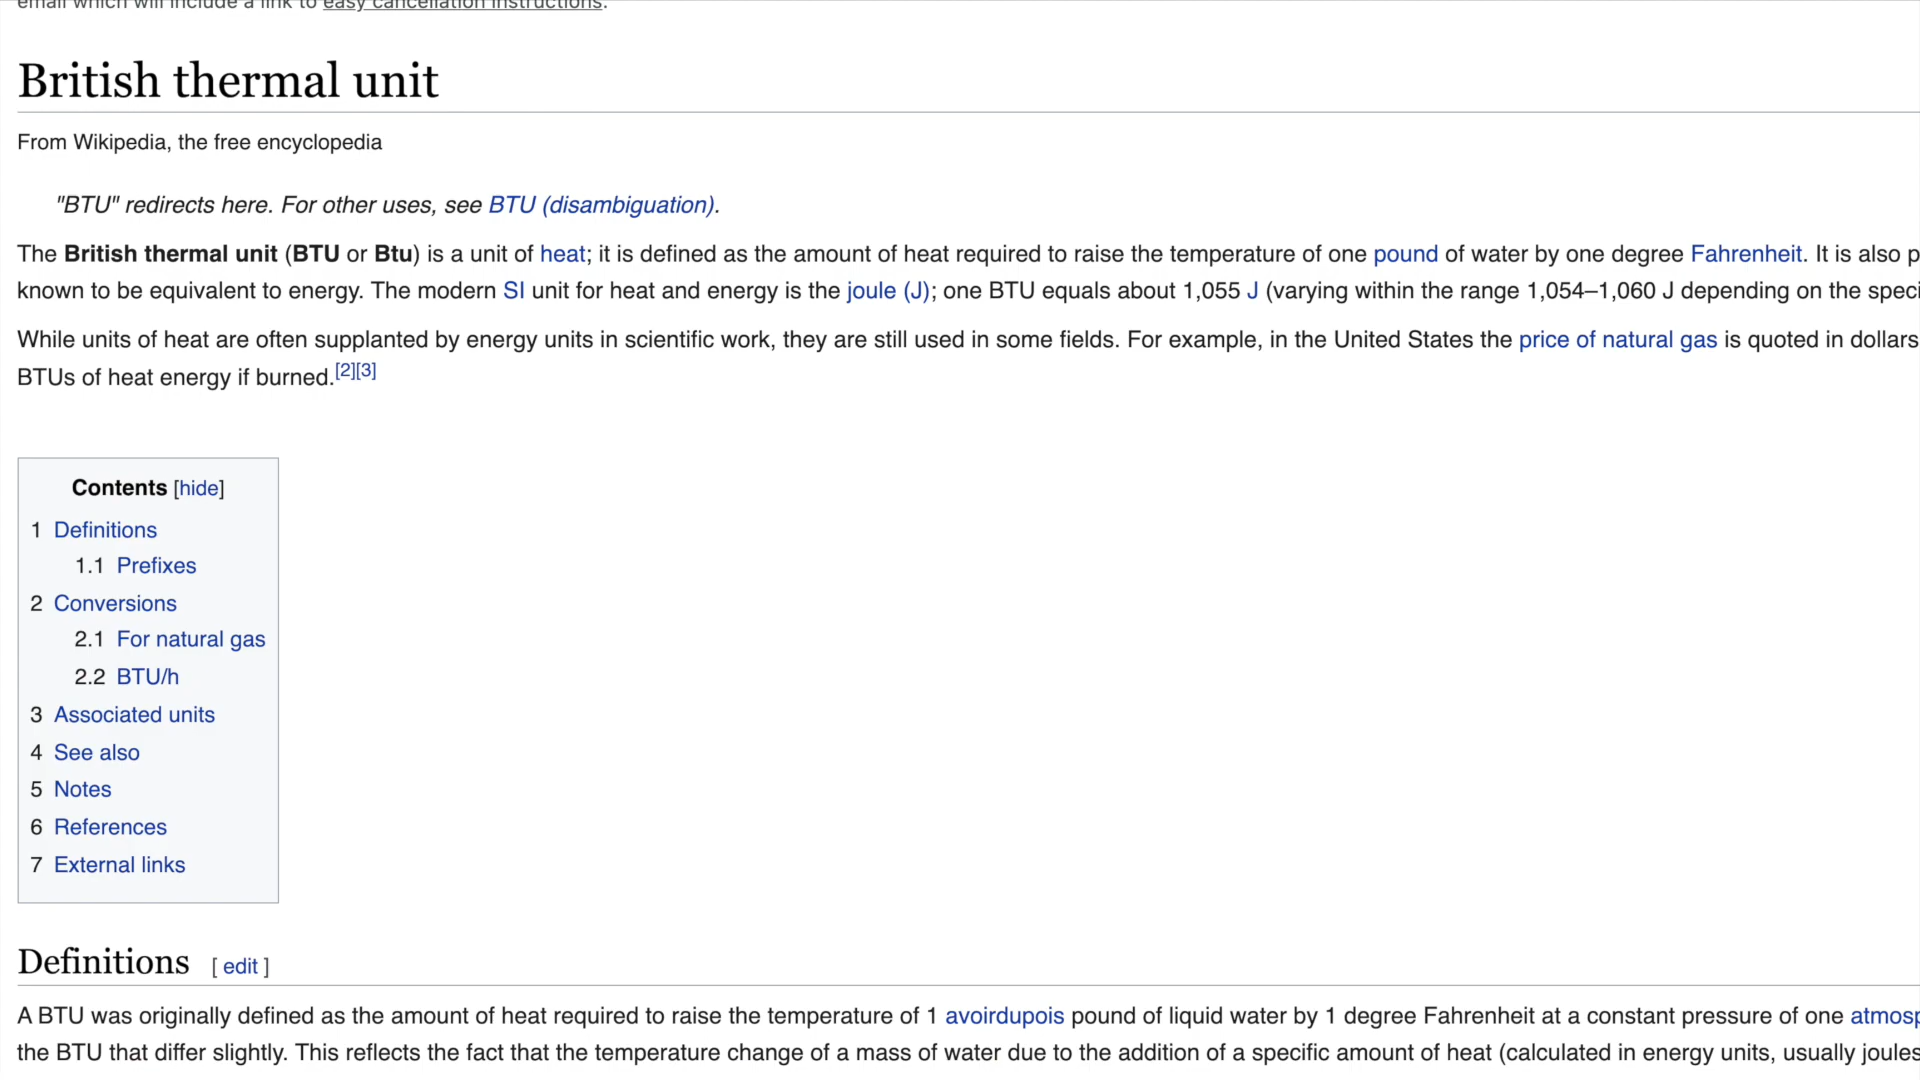 email which will include a link to easy cancellation instructions.
British thermal unit
From Wikipedia, the free encyclopedia
"BTU" redirects here. For other uses, see BTU (disambiguation).
The British thermal unit (BTU or Btu) is a unit of heat; it is defined as the amount of heat required to raise the temperature of one pound of water by one degree Fahrenheit. It is also
known to be equivalent to energy. The modern SI unit for heat and energy is the joule (J); one BTU equals about 1,055 J (varying within the range 1,054–1,060 J depending on the
While units of heat are often supplanted by energy units in scientific work, they are still used in some fields. For example, in the United States the price of natural gas is quoted in dollars
BTUs of heat energy if burned.[2][3]
Contents [hide]
1 Definitions
1.1 Prefixes
2 Conversions
2.1 For natural gas
2.2 BTU/h
3 Associated units
4 See also
5 Notes
6 References
7 External links
Definitions [ edit ]
A BTU was originally defined as the amount of heat required to raise the temperature of 1 avoirdupois pound of liquid water by 1 degree Fahrenheit at a constant pressure of one
the BTU that differ slightly. This reflects the fact that the temperature change of a mass of water due to the addition of a specific amount of heat (calculated in energy units, usually joules